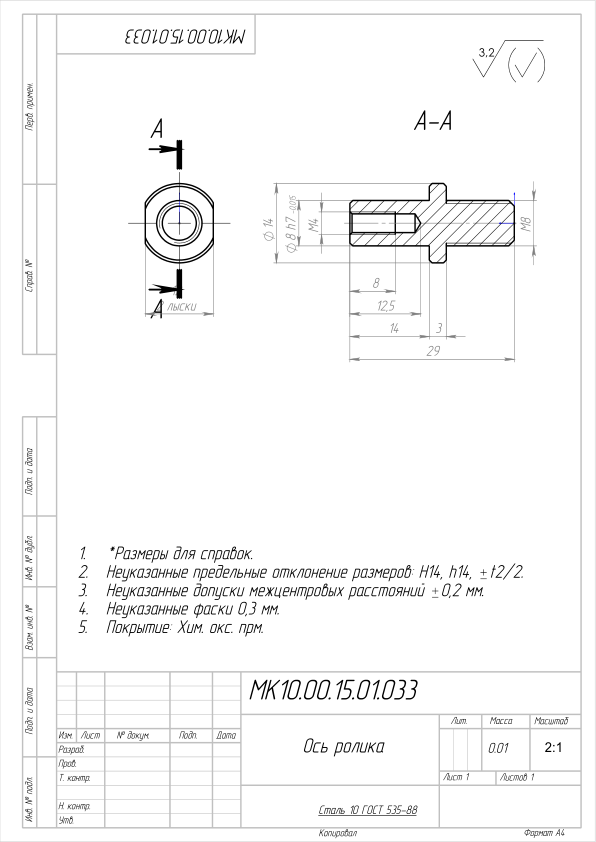 МК10.00.15.01.033
3,2
А
А
лыски
А-А
Ф 14
Ф 8 h7 -0,015
М4
М8
8
12,5
14
3
29
1. *Размеры для справок.
2. Неуказанные предельные отклонение размеров: Н14, h14, ±t2/2.
3. Неуказанные допуски межцентровых расстояний ±0,2 мм.
4. Неуказанные фаски 0,3 мм.
5. Покрытие: Хим. окс. прм.
Перв. примен.
Справ. №
Подп. и дата
Инв. № дубл.
Взам. инв. №
Подп. и дата
Инв. № подл.
МК10.00.15.01.033
Изм. Лист № докум. Подп. Дата
Разраб.
Пров.
Т. контр.
Н. контр.
Утв.
Ось ролика
Лит. Масса Масштаб
0.01 2:1
Лист 1 Листов 1
Сталь 10 ГОСТ 535-88
Копировал Формат А4